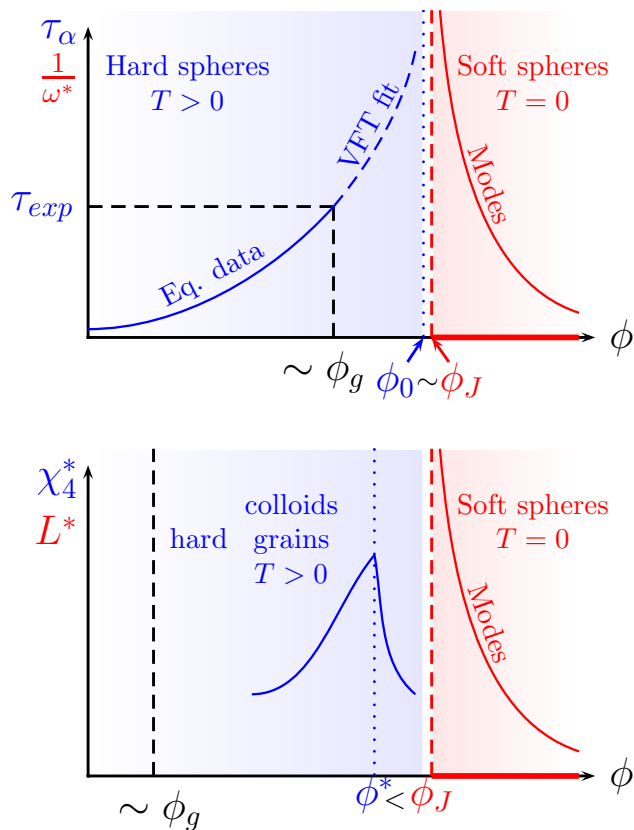 τ_α
1/ω*
Hard spheres
T > 0
VFT fit
Soft spheres
T = 0
Modes
τ_exp
Eq. data
∼ ϕ_g
ϕ_0 ∼ ϕ_J
ϕ
χ_4^*
L*
colloids
hard grains
T > 0
Soft spheres
T = 0
Modes
∼ ϕ_g
ϕ* < ϕ_J
ϕ